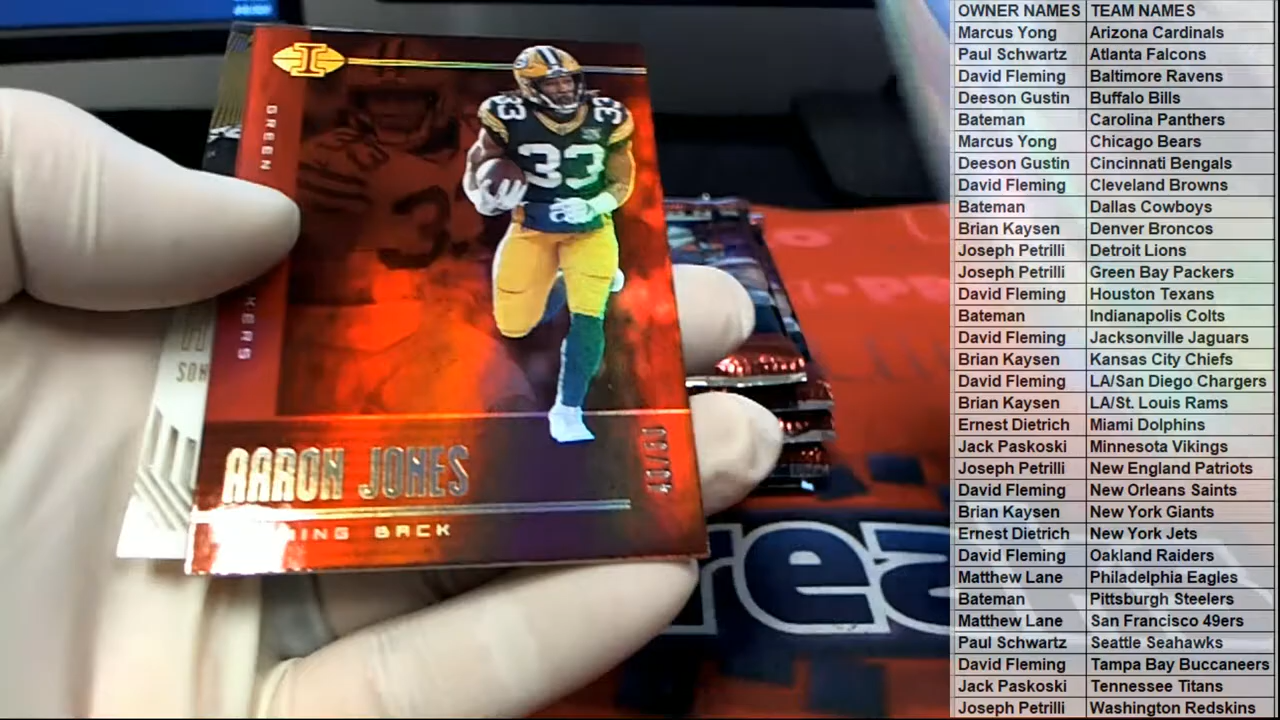 GREEN
KERS
33
33
33
AARON JONES
ING BACK
SON
OWNER NAMES TEAM NAMES
Marcus Yong Arizona Cardinals
Paul Schwartz Atlanta Falcons
David Fleming Baltimore Ravens
Deeson Gustin Buffalo Bills
Bateman Carolina Panthers
Marcus Yong Chicago Bears
Deeson Gustin Cincinnati Bengals
David Fleming Cleveland Browns
Bateman Dallas Cowboys
Brian Kaysen Denver Broncos
Joseph Petrilli Detroit Lions
Joseph Petrilli Green Bay Packers
David Fleming Houston Texans
Bateman Indianapolis Colts
David Fleming Jacksonville Jaguars
Brian Kaysen Kansas City Chiefs
David Fleming LA/San Diego Chargers
Brian Kaysen LA/St. Louis Rams
Ernest Dietrich Miami Dolphins
Jack Paskoski Minnesota Vikings
Joseph Petrilli New England Patriots
David Fleming New Orleans Saints
Brian Kaysen New York Giants
Ernest Dietrich New York Jets
David Fleming Oakland Raiders
Matthew Lane Philadelphia Eagles
Bateman Pittsburgh Steelers
Matthew Lane San Francisco 49ers
Paul Schwartz Seattle Seahawks
David Fleming Tampa Bay Buccaneers
Jack Paskoski Tennessee Titans
Joseph Petrilli Washington Redskins
rea